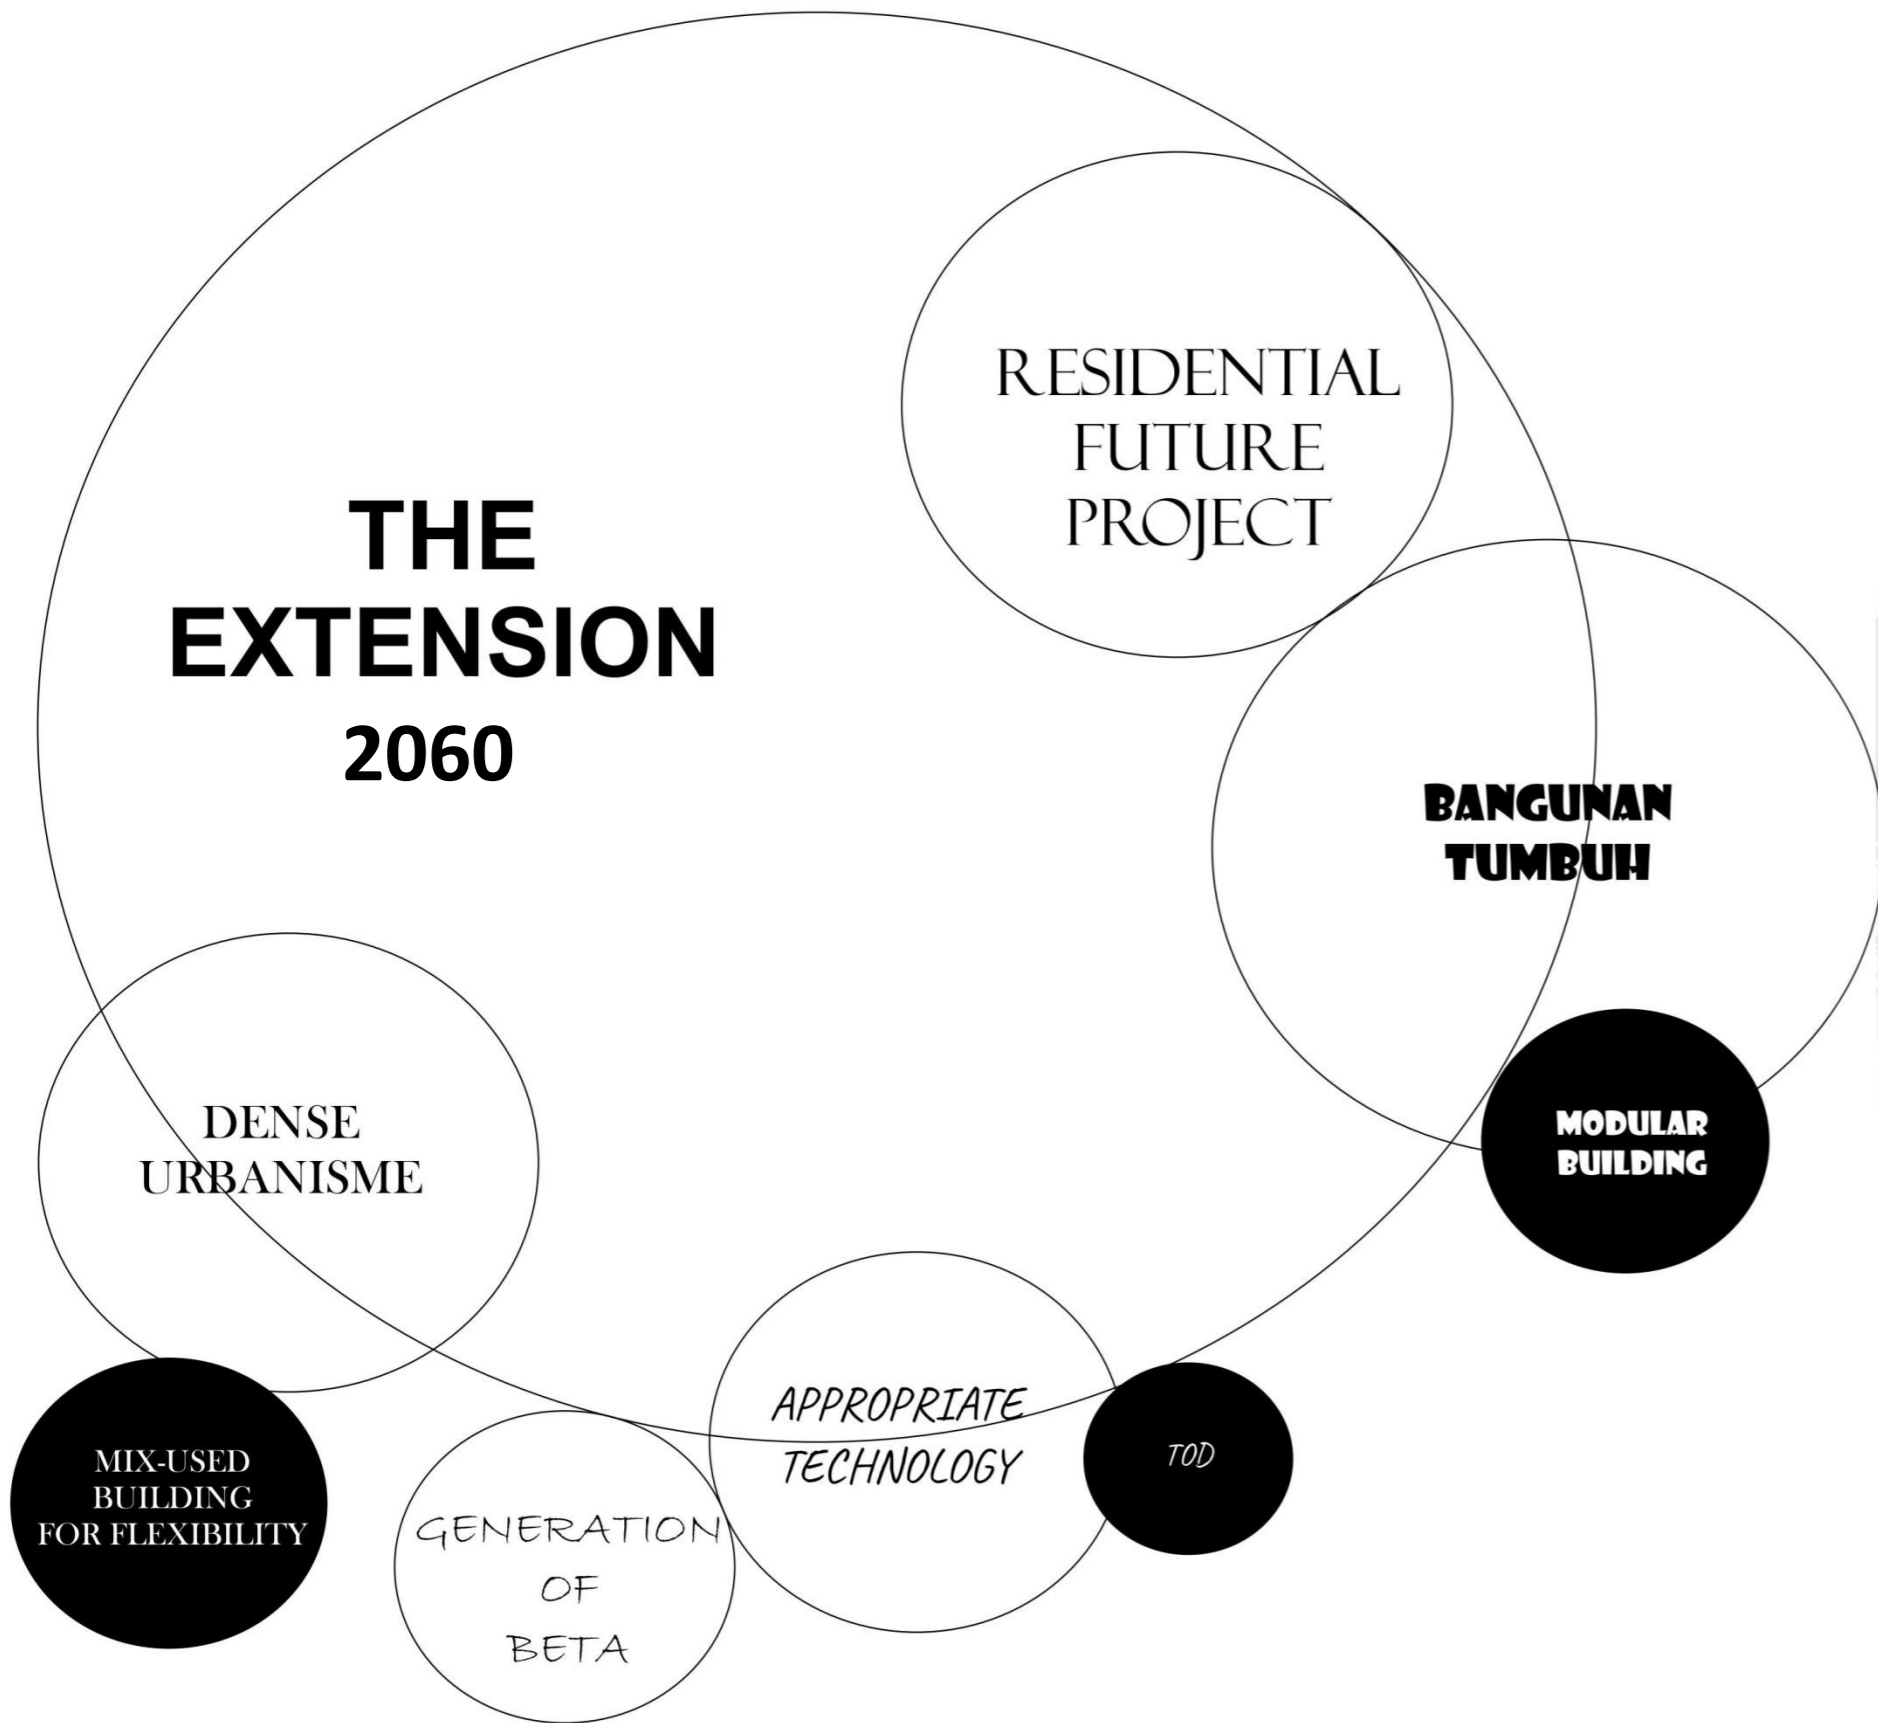 THE
EXTENSION
2060
RESIDENTIAL
FUTURE
PROJECT
BANGUNAN
TUMBUH
MODULAR
BUILDING
DENSE
URBANISME
MIX-USED
BUILDING
FOR FLEXIBILITY
GENERATION
OF
BETA
APPROPRIATE
TECHNOLOGY
TOD